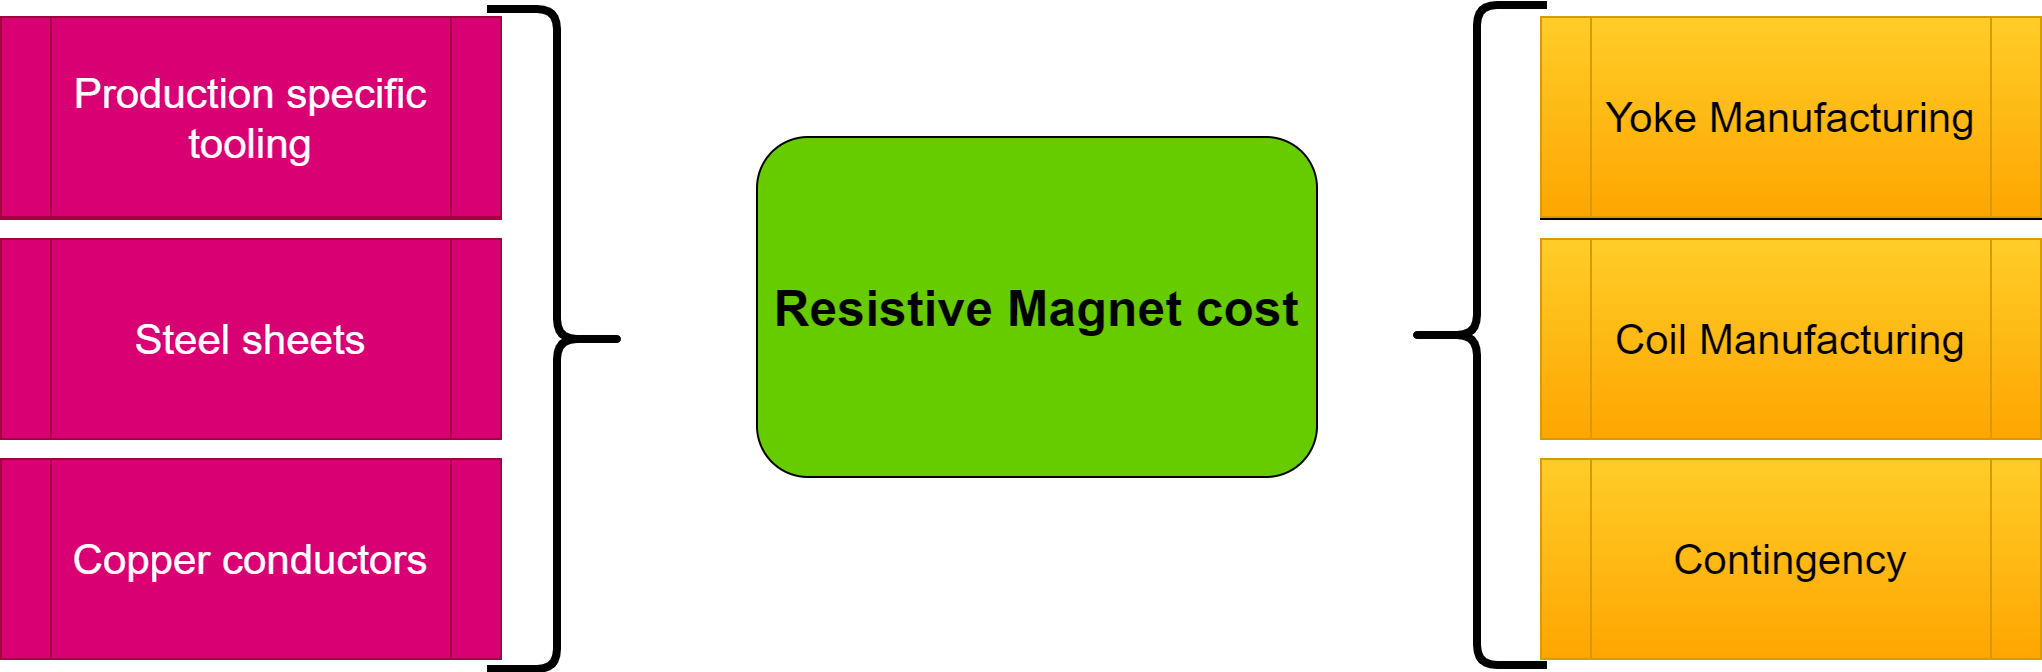 Production specific
tooling
Steel sheets
Copper conductors
Resistive Magnet cost
Yoke Manufacturing
Coil Manufacturing
Contingency